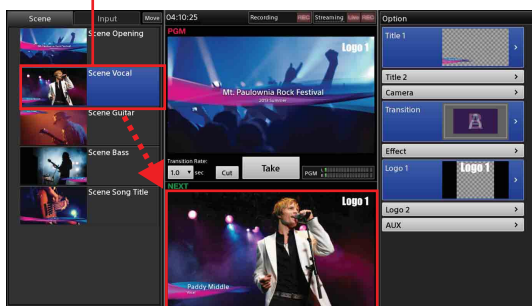 Scene Input Move
Scene Opening
Scene Vocal
Scene Guitar
Scene Bass
Scene Song Title
04:10:25 Recording REC Streaming Live REC
PGM
Logo 1
Mt. Paulownia Rock Festival
2013 Summer
Transition Rate:
1.0 sec Cut Take PGM
NEXT
Logo 1
Paddy Middle
Option
Title 1
Title 2
Camera
Transition
A
Effect
Logo 1
Logo 1
Logo 2
AUX